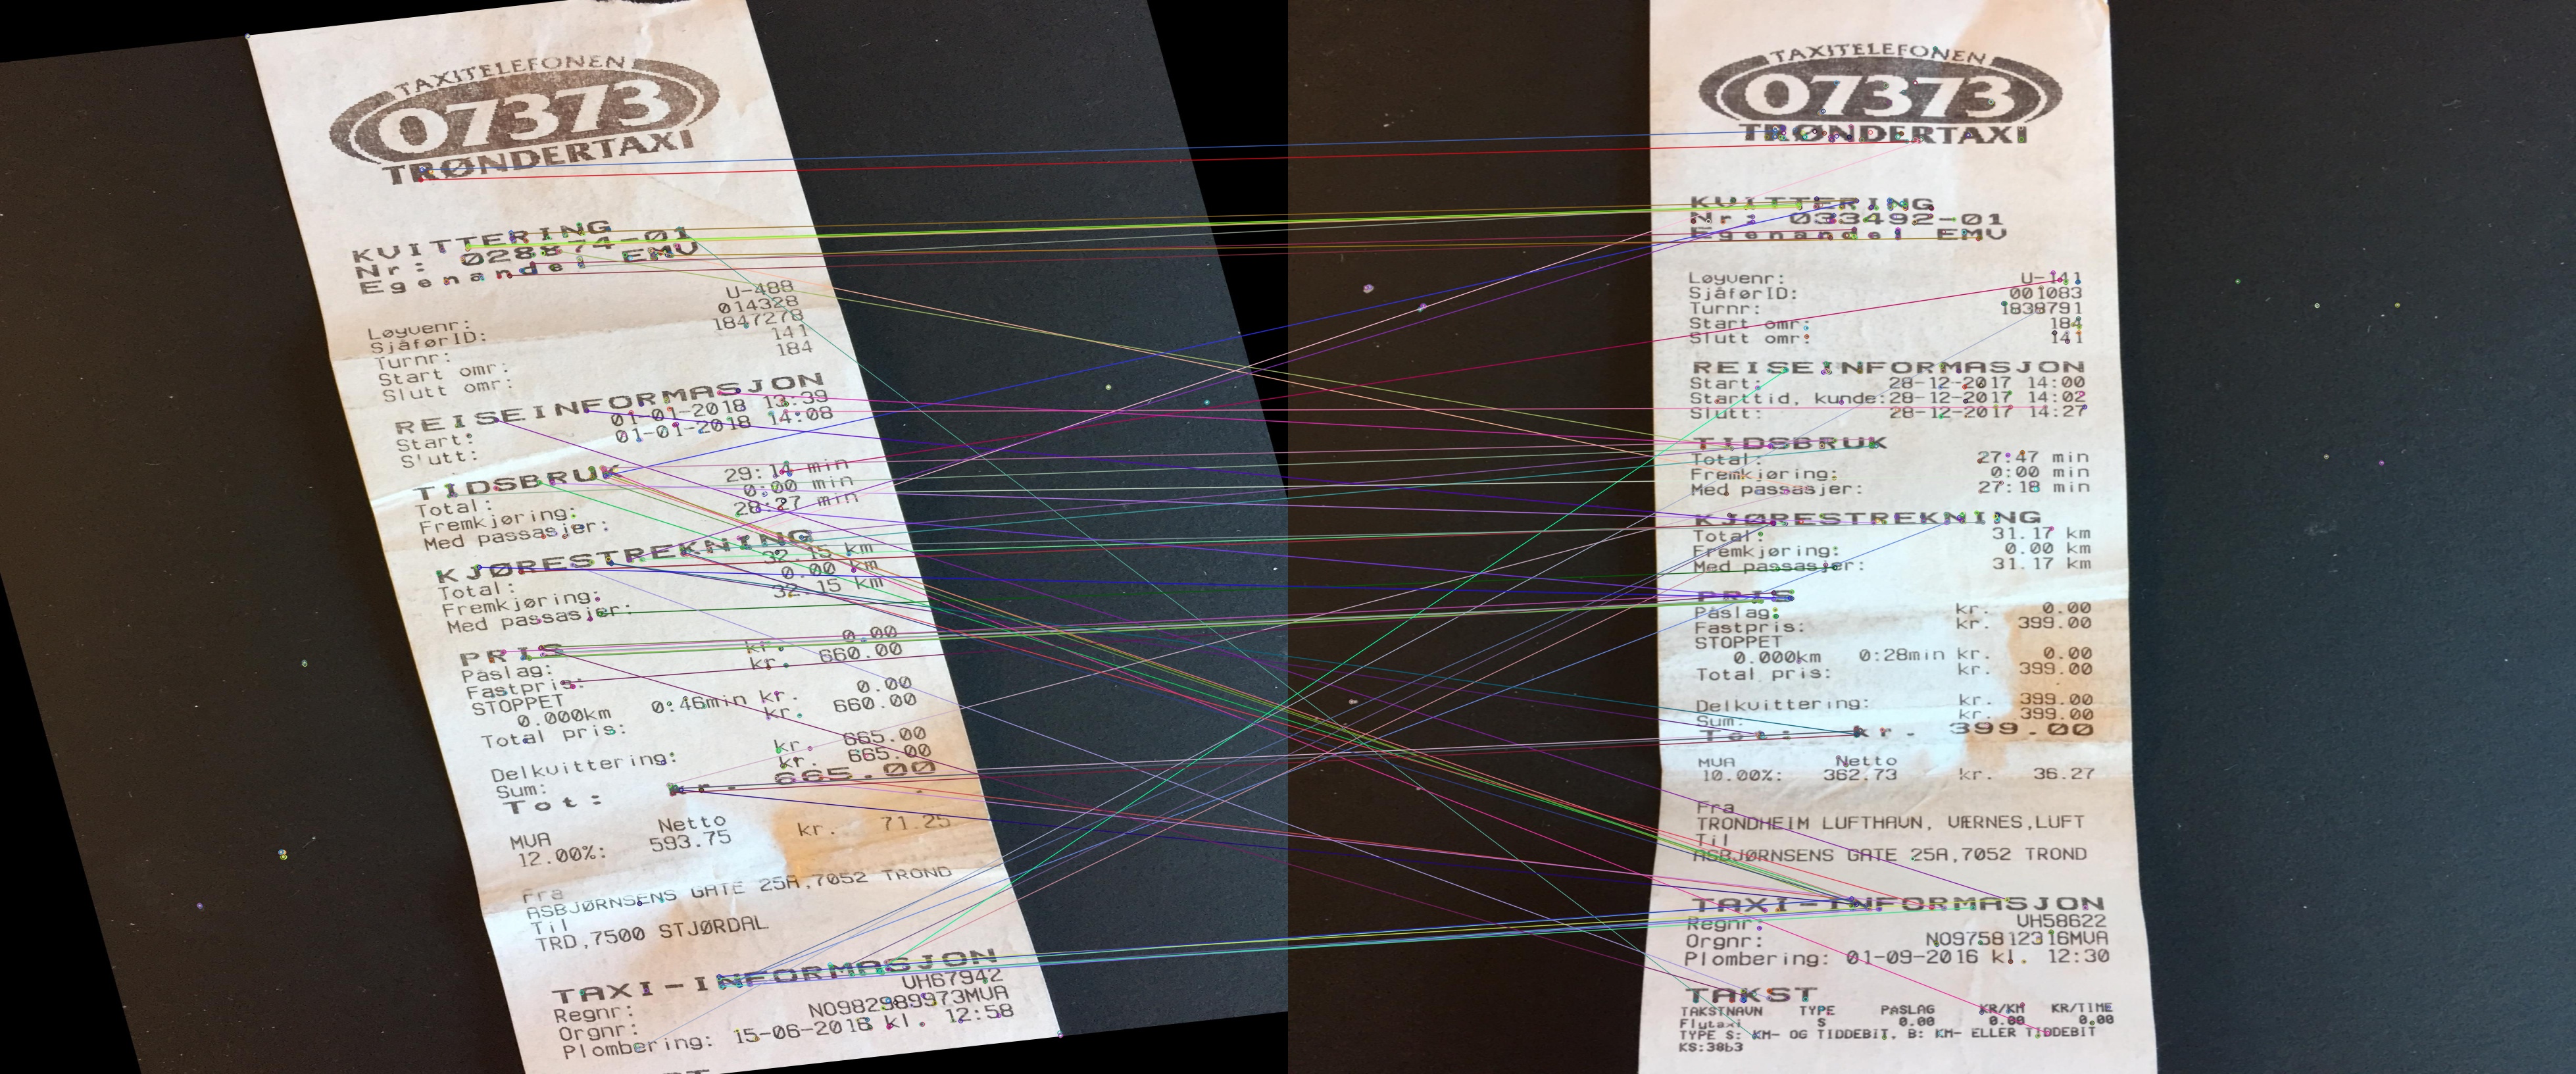 TAXITELEFONEN
07373
TRØNDERTAXI
KVITTERING
Nr: 028874-01
Egenandel EMV
Løyvenr: U-488
SjåførID: 014328
Turnr: 1847278
Start omr: 141
Slutt omr: 184
REISEINFORMASJON
Start: 01-01-2018 13:39
Slutt: 01-01-2018 14:08
TIDSBRUK
Total: 29:14 min
Fremkjøring: 0:00 min
Med passasjer: 28:27 min
KJØRESTREKNING
Total: 32.15 km
Fremkjøring: 0.00 km
Med passasjer: 32.15 km
PRIS
Påslag: kr. 0.00
Fastpris: kr. 660.00
STOPPET
0.000km 0:46min kr. 0.00
Total pris: kr. 660.00
Delkvittering: kr. 665.00
Sum: kr. 665.00
Tot: kr. 665.00
MVA Netto
12.00%: 593.75 kr. 71.25
Fra
ASBJØRNSENS GATE 25A,7052 TROND
Til
TRD,7500 STJØRDAL
TAXI-INFORMASJON
Regnr: VH67942
Orgnr: NO982989973MVA
Plombering: 15-06-2016 kl. 12:58
TAXITELEFONEN
07373
TRØNDERTAXI
KVITTERING
Nr: 033492-01
Egenandel EMV
Løyvenr: U-141
SjåførID: 001083
Turnr: 1838791
Start omr: 184
Slutt omr: 141
REISEINFORMASJON
Start: 28-12-2017 14:00
Starttid, kunde:28-12-2017 14:02
Slutt: 28-12-2017 14:27
TIDSBRUK
Total: 27:47 min
Fremkjøring: 0:00 min
Med passasjer: 27:18 min
KJØRESTREKNING
Total: 31.17 km
Fremkjøring: 0.00 km
Med passasjer: 31.17 km
PRIS
Påslag: kr. 0.00
Fastpris: kr. 399.00
STOPPET
0.000km 0:28min kr. 0.00
Total pris: kr. 399.00
Delkvittering: kr. 399.00
Sum: kr. 399.00
Tot: kr. 399.00
MVA Netto
10.00%: 362.73 kr. 36.27
Fra
TRONDHEIM LUFTHAVN, VÆRNES,LUFT
Til
ASBJØRNSENS GATE 25A,7052 TROND
TAXI-INFORMASJON
Regnr: VH58622
Orgnr: NO975812316MVA
Plombering: 01-09-2016 kl. 12:30
TAKST
TAKSTNAVN TYPE PÅSLAG KR/KM KR/TIME
Flytaxi S 0.00 0.00 0.00
TYPE S: KM- OG TIDDEBIT, B: KM- ELLER TIDDEBIT
KS:38b3